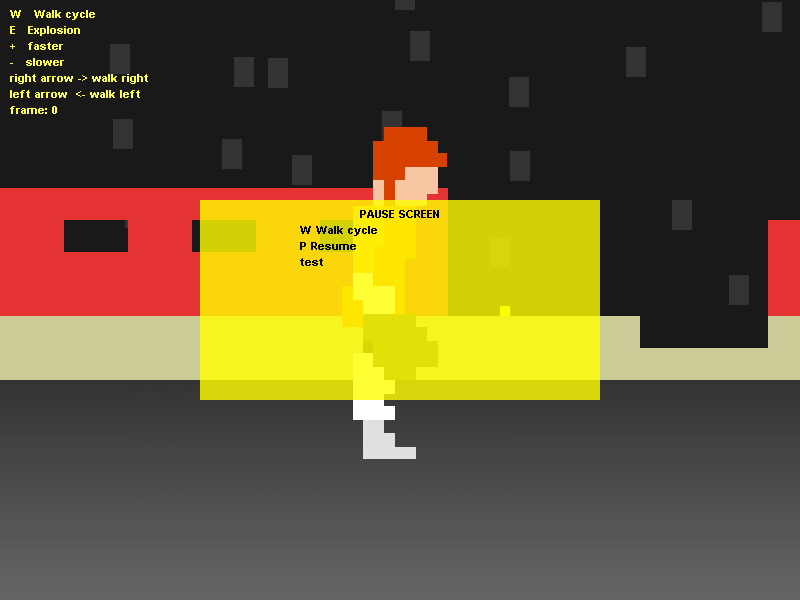 W Walk cycle
E Explosion
+ faster
- slower
right arrow -> walk right
left arrow <- walk left
frame: 0
PAUSE SCREEN
W Walk cycle
P Resume
test